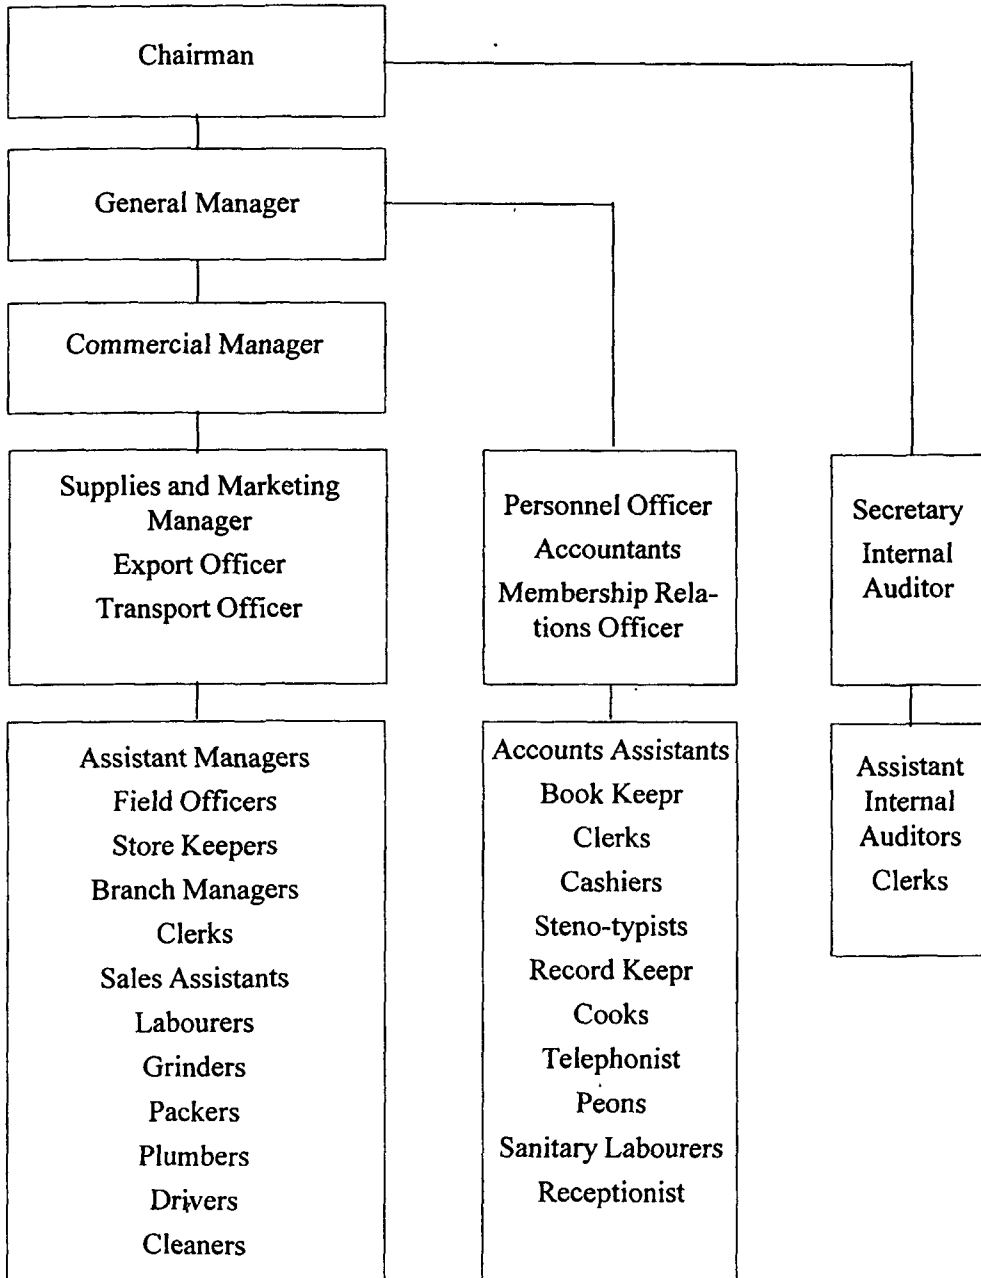 Chairman
General Manager
Commercial Manager
Supplies and Marketing
Manager
Export Officer
Transport Officer
Personnel Officer
Accountants
Membership Rela-
tions Officer
Secretary
Internal
Auditor
Assistant Managers
Field Officers
Store Keepers
Branch Managers
Clerks
Sales Assistants
Labourers
Grinders
Packers
Plumbers
Drivers
Cleaners
Accounts Assistants
Book Keepr
Clerks
Cashiers
Steno-typists
Record Keepr
Cooks
Telephonist
Peons
Sanitary Labourers
Receptionist
Assistant
Internal
Auditors
Clerks